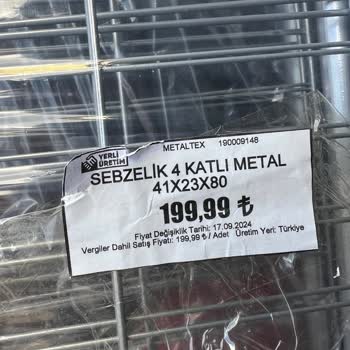 YERLİ
ÜRETİM
METALTEX 190009148
SEBZELİK 4 KATLI METAL
41X23X80
199,99 ₺
Fiyat Değişiklik Tarihi: 17.09.2024
Vergiler Dahil Satış Fiyatı: 199,99 ₺ / Adet Üretim Yeri: Türkiye